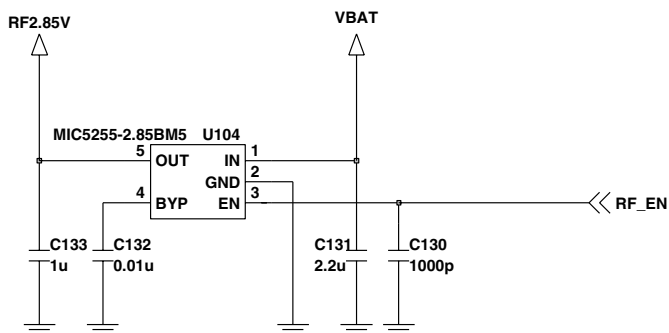 RF2.85V
VBAT
MIC5255-2.85BM5 U104
5 OUT IN 1
GND 2
4 BYP EN 3
RF_EN
C133
1u
C132
0.01u
C131
2.2u
C130
1000p